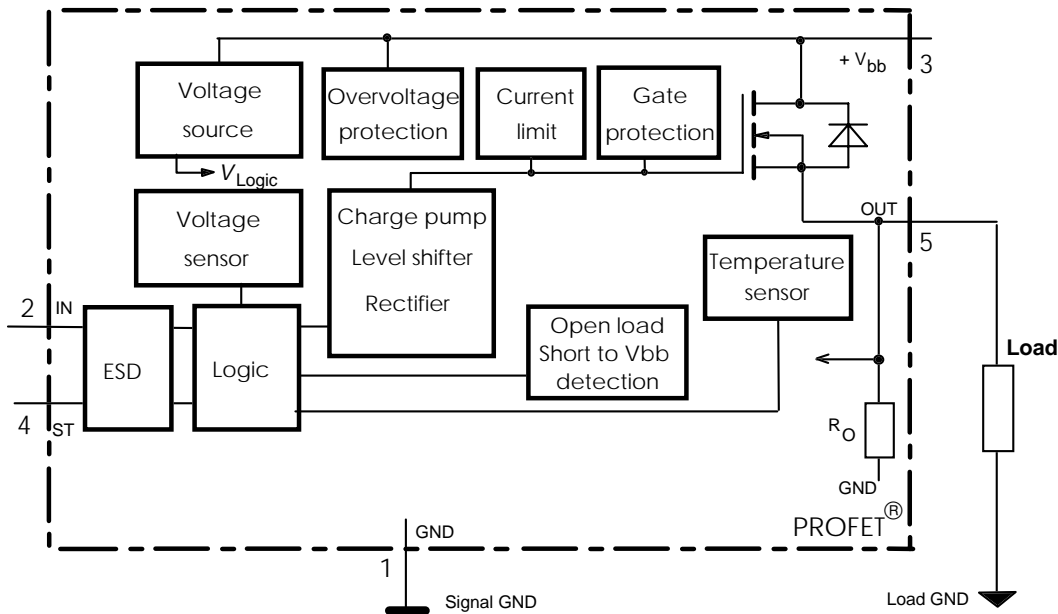 + V bb
3
Voltage
source
Overvoltage
protection
Current
limit
Gate
protection
V Logic
Voltage
sensor
Charge pump
Level shifter
Rectifier
OUT
5
Temperature
sensor
2
IN
ESD
Logic
Open load
Short to Vbb
detection
Load
4
ST
R O
GND
PROFET®
GND
1
Signal GND
Load GND